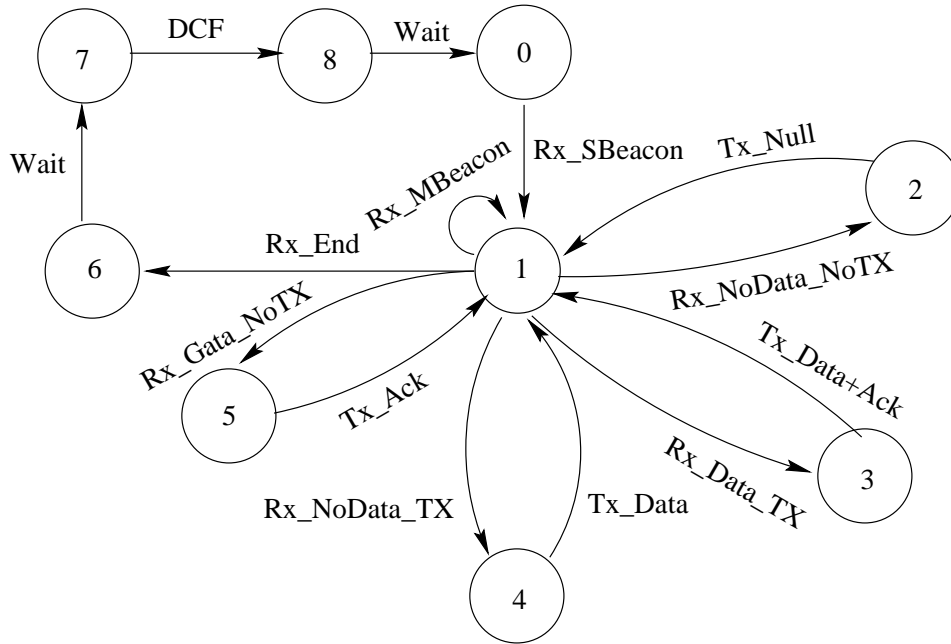 DCF
Wait
7
8
0
Wait
Rx_SBeacon
Tx_Null
Rx_MBeacon
2
Rx_End
6
1
Rx_NoData_NoTX
Rx_Gata_NoTX
Tx_Data+Ack
5
Tx_Ack
Rx_NoData_TX
Tx_Data
Rx_Data_TX
3
4